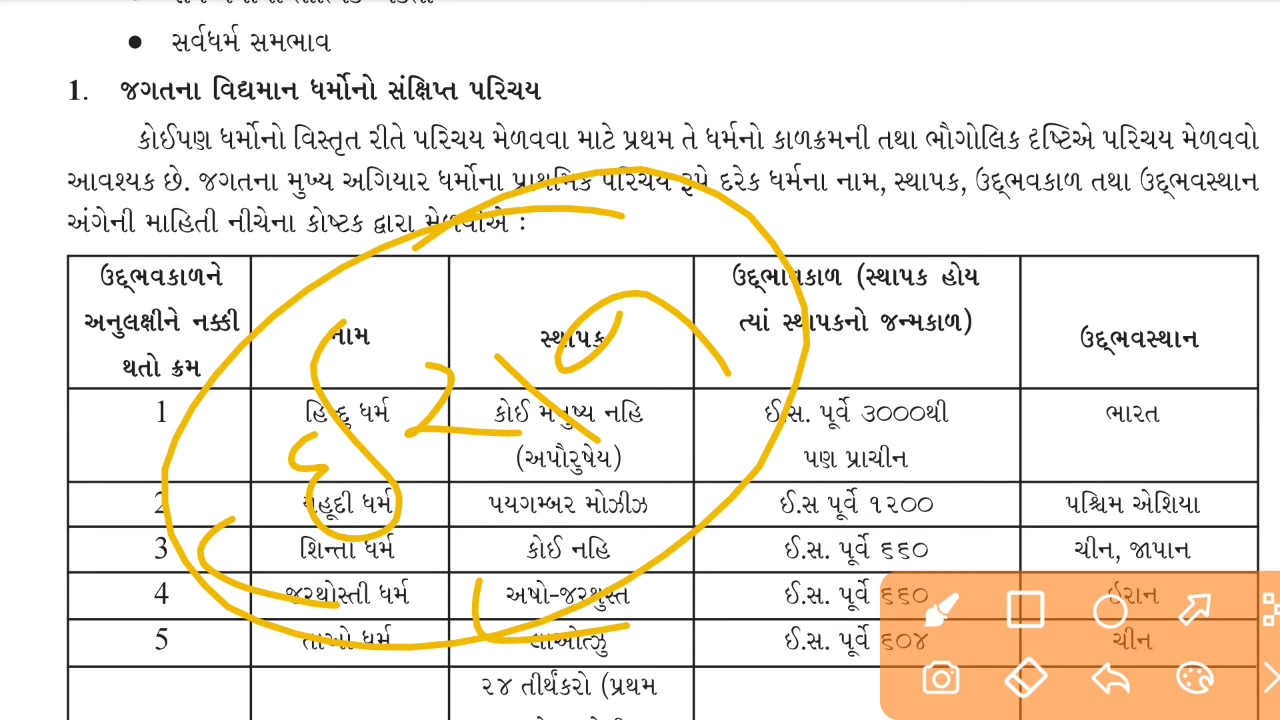 • સર્વધર્મ સમભાવ
1. જગતના વિદ્યમાન ધર્મોનો સંક્ષિપ્ત પરિચય
કોઈપણ ધર્મોનો વિસ્તૃત રીતે પરિચય મેળવવા માટે પ્રથમ તે ધર્મનો કાળક્રમની તથા ભૌગોલિક દૃષ્ટિએ પરિચય મેળવવો
આવશ્યક છે. જગતના મુખ્ય અગિયાર ધર્મોના પ્રાથમિક પરિચય રૂપે દરેક ધર્મના નામ, સ્થાપક, ઉદ્‌ભવકાળ તથા ઉદ્‌ભવસ્થાન
અંગેની માહિતી નીચેના કોષ્ટક દ્વારા મેળવીએ :
ઉદ્‌ભવકાળને અનુલક્ષીને નક્કી થતો ક્રમ નામ સ્થાપક ઉદ્‌ભવકાળ (સ્થાપક હોય ત્યાં સ્થાપકનો જન્મકાળ) ઉદ્‌ભવસ્થાન
1 હિન્દુ ધર્મ કોઈ મનુષ્ય નહિ (અપૌરુષેય) ઈ.સ. પૂર્વે ૩૦૦૦થી પણ પ્રાચીન ભારત
2 યહૂદી ધર્મ પયગમ્બર મોઝીઝ ઈ.સ પૂર્વે ૧૨૦૦ પશ્ચિમ એશિયા
3 શિન્તો ધર્મ કોઈ નહિ ઈ.સ. પૂર્વે ૬૬૦ ચીન, જાપાન
4 જરથોસ્તી ધર્મ અષો-જરથુસ્ત ઈ.સ. પૂર્વે ૬૬૦ ઇરાન
5 તાઓ ધર્મ લાઓત્ઝુ ઈ.સ. પૂર્વે ૬૦૪ ચીન
૨૪ તીર્થંકરો (પ્રથમ